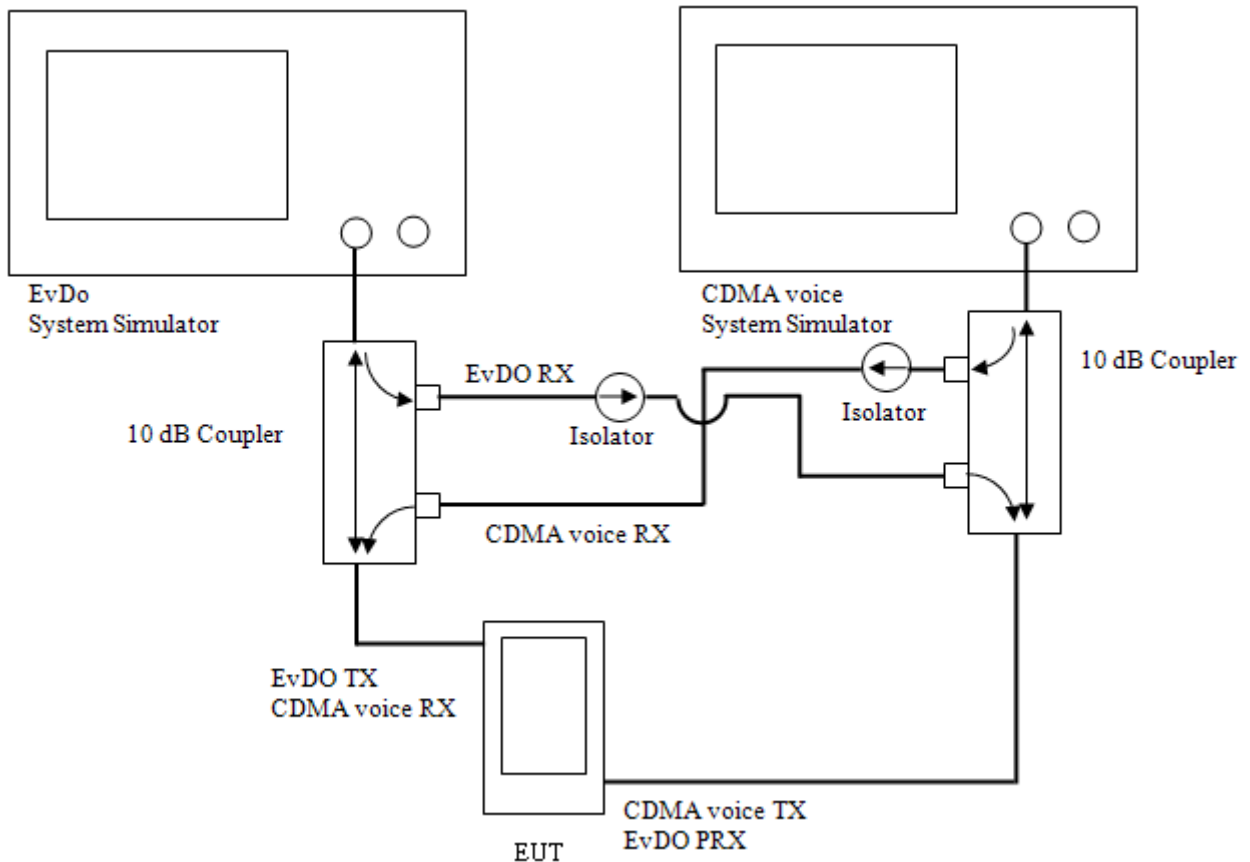 EvDo
System Simulator
CDMA voice
System Simulator
10 dB Coupler
EvDO RX
Isolator
Isolator
10 dB Coupler
CDMA voice RX
EvDO TX
CDMA voice RX
CDMA voice TX
EvDO PRX
EUT